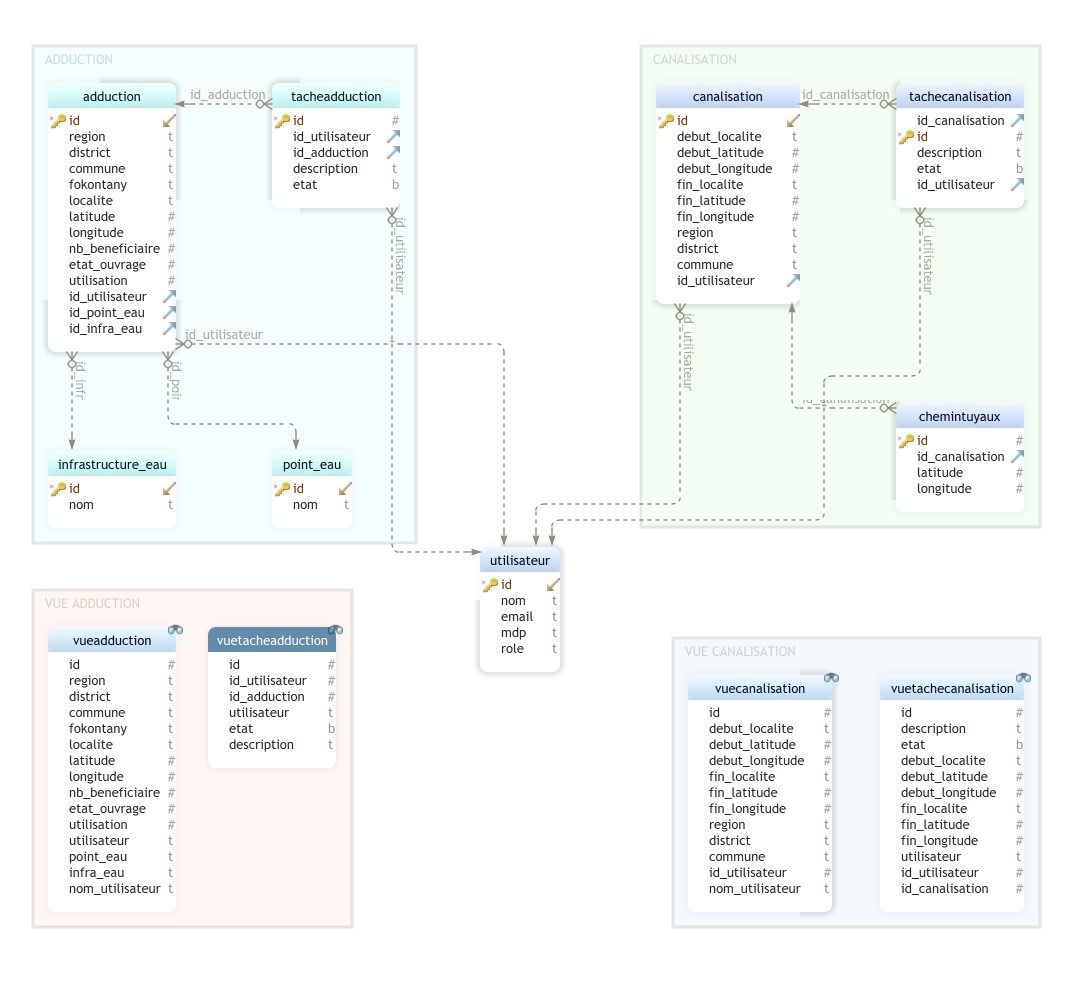 ADDUCTION
adduction
id
region t
district t
commune t
fokontany t
localite t
latitude #
longitude #
nb_beneficiaire #
etat_ouvrage #
utilisation #
id_utilisateur
id_point_eau
id_infra_eau
id_adduction
tacheadduction
id #
id_utilisateur
id_adduction
description t
etat b
id_utilisateur
id_utilisateur
id_infr
id_poir
infrastructure_eau
id
nom t
point_eau
id
nom t
CANALISATION
canalisation
id
debut_localite t
debut_latitude #
debut_longitude #
fin_localite t
fin_latitude #
fin_longitude #
region t
district t
commune t
id_utilisateur
id_canalisation
tachecanalisation
id_canalisation
id #
description t
etat b
id_utilisateur
id_utilisateur
id_utilisateur
id_canalisation
chemintuyaux
id #
id_canalisation
latitude #
longitude #
utilisateur
id
nom t
email t
mdp t
role t
VUE ADDUCTION
vueadduction
id #
region t
district t
commune t
fokontany t
localite t
latitude #
longitude #
nb_beneficiaire #
etat_ouvrage #
utilisation #
utilisateur t
point_eau t
infra_eau t
nom_utilisateur t
vuetacheadduction
id #
id_utilisateur #
id_adduction #
utilisateur t
etat b
description t
VUE CANALISATION
vuecanalisation
id #
debut_localite t
debut_latitude #
debut_longitude #
fin_localite t
fin_latitude #
fin_longitude #
region t
district t
commune t
id_utilisateur #
nom_utilisateur t
vuetachecanalisation
id #
description t
etat b
debut_localite t
debut_latitude #
debut_longitude #
fin_localite t
fin_latitude #
fin_longitude #
utilisateur t
id_utilisateur #
id_canalisation #